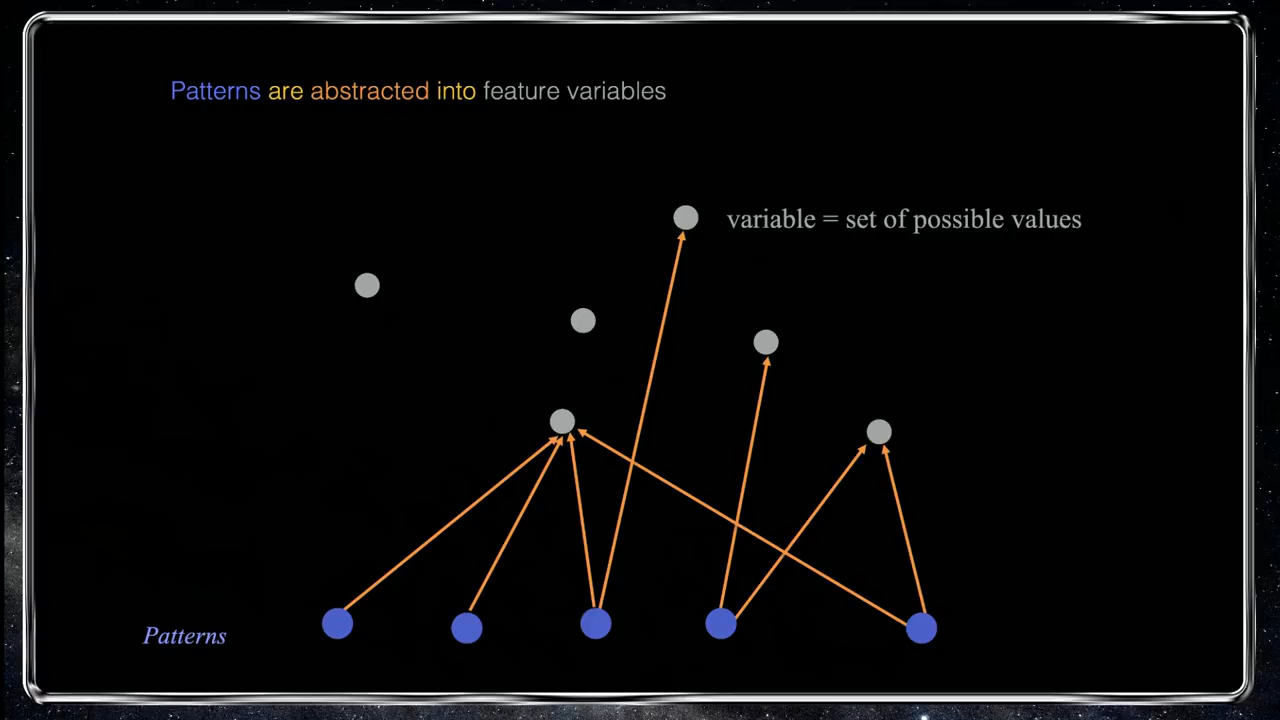 Patterns are abstracted into feature variables
variable = set of possible values
Patterns